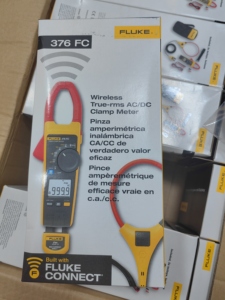 376 FC
FLUKE
Wireless
True-rms AC/DC
Clamp Meter
Pinza
amperimétrica
inalámbrica
CA/CC de
verdadero valor
eficaz
Pince
ampèremétrique
de mesure
efficace vraie en
c.a./c.c.
Built with
FLUKE
CONNECT